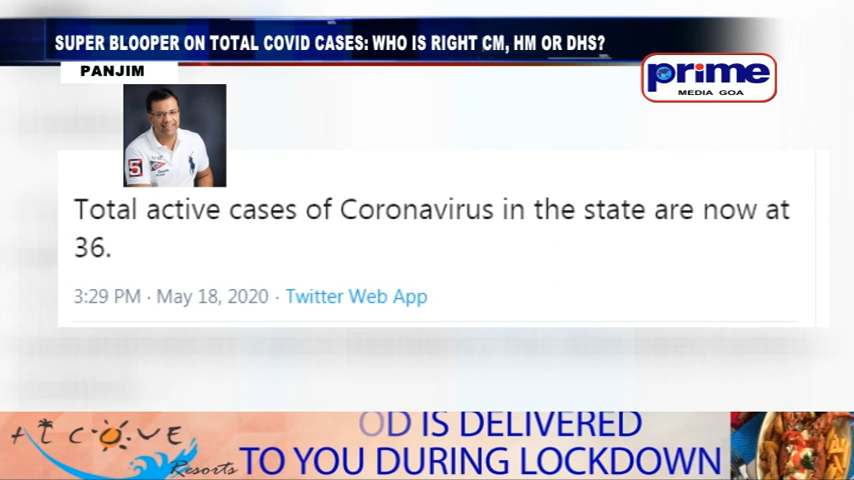 SUPER BLOOPER ON TOTAL COVID CASES: WHO IS RIGHT CM, HM OR DHS?
PANJIM
prime
MEDIA GOA
5
Total active cases of Coronavirus in the state are now at
36.
3:29 PM · May 18, 2020 · Twitter Web App
ALCOVE
Resorts
OD IS DELIVERED
TO YOU DURING LOCKDOWN